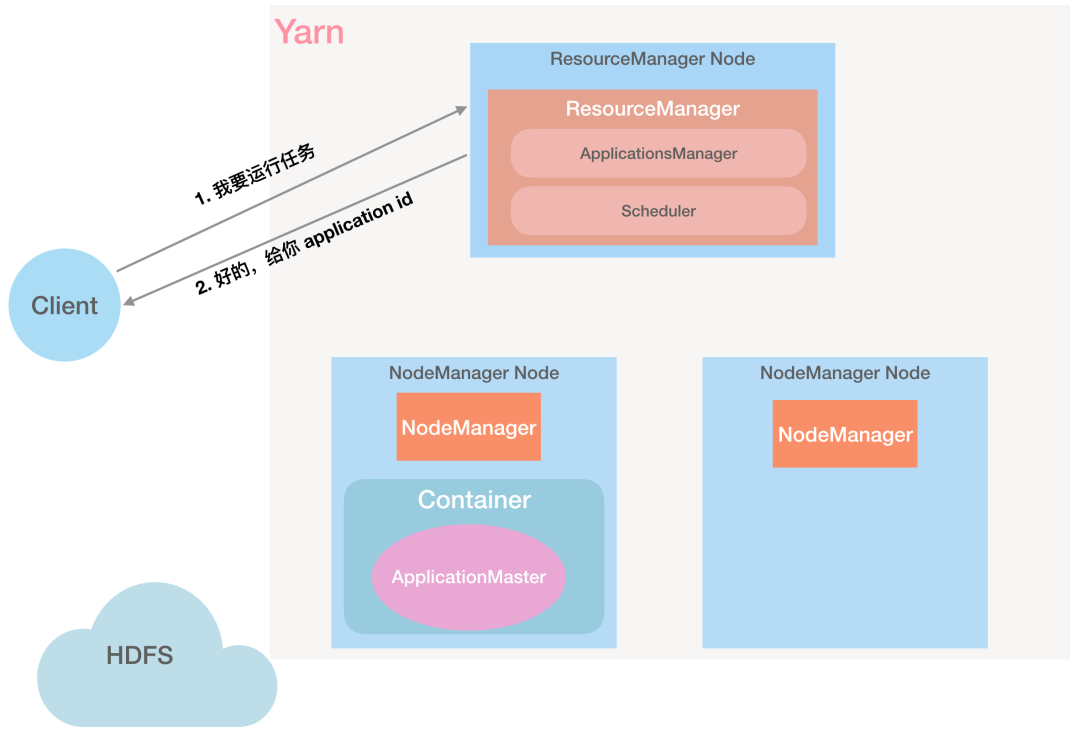 Yarn
ResourceManager Node
ResourceManager
ApplicationsManager
Scheduler
1. 我要运行任务
2. 好的，给你 application id
Client
NodeManager Node
NodeManager
Container
ApplicationMaster
NodeManager Node
NodeManager
HDFS